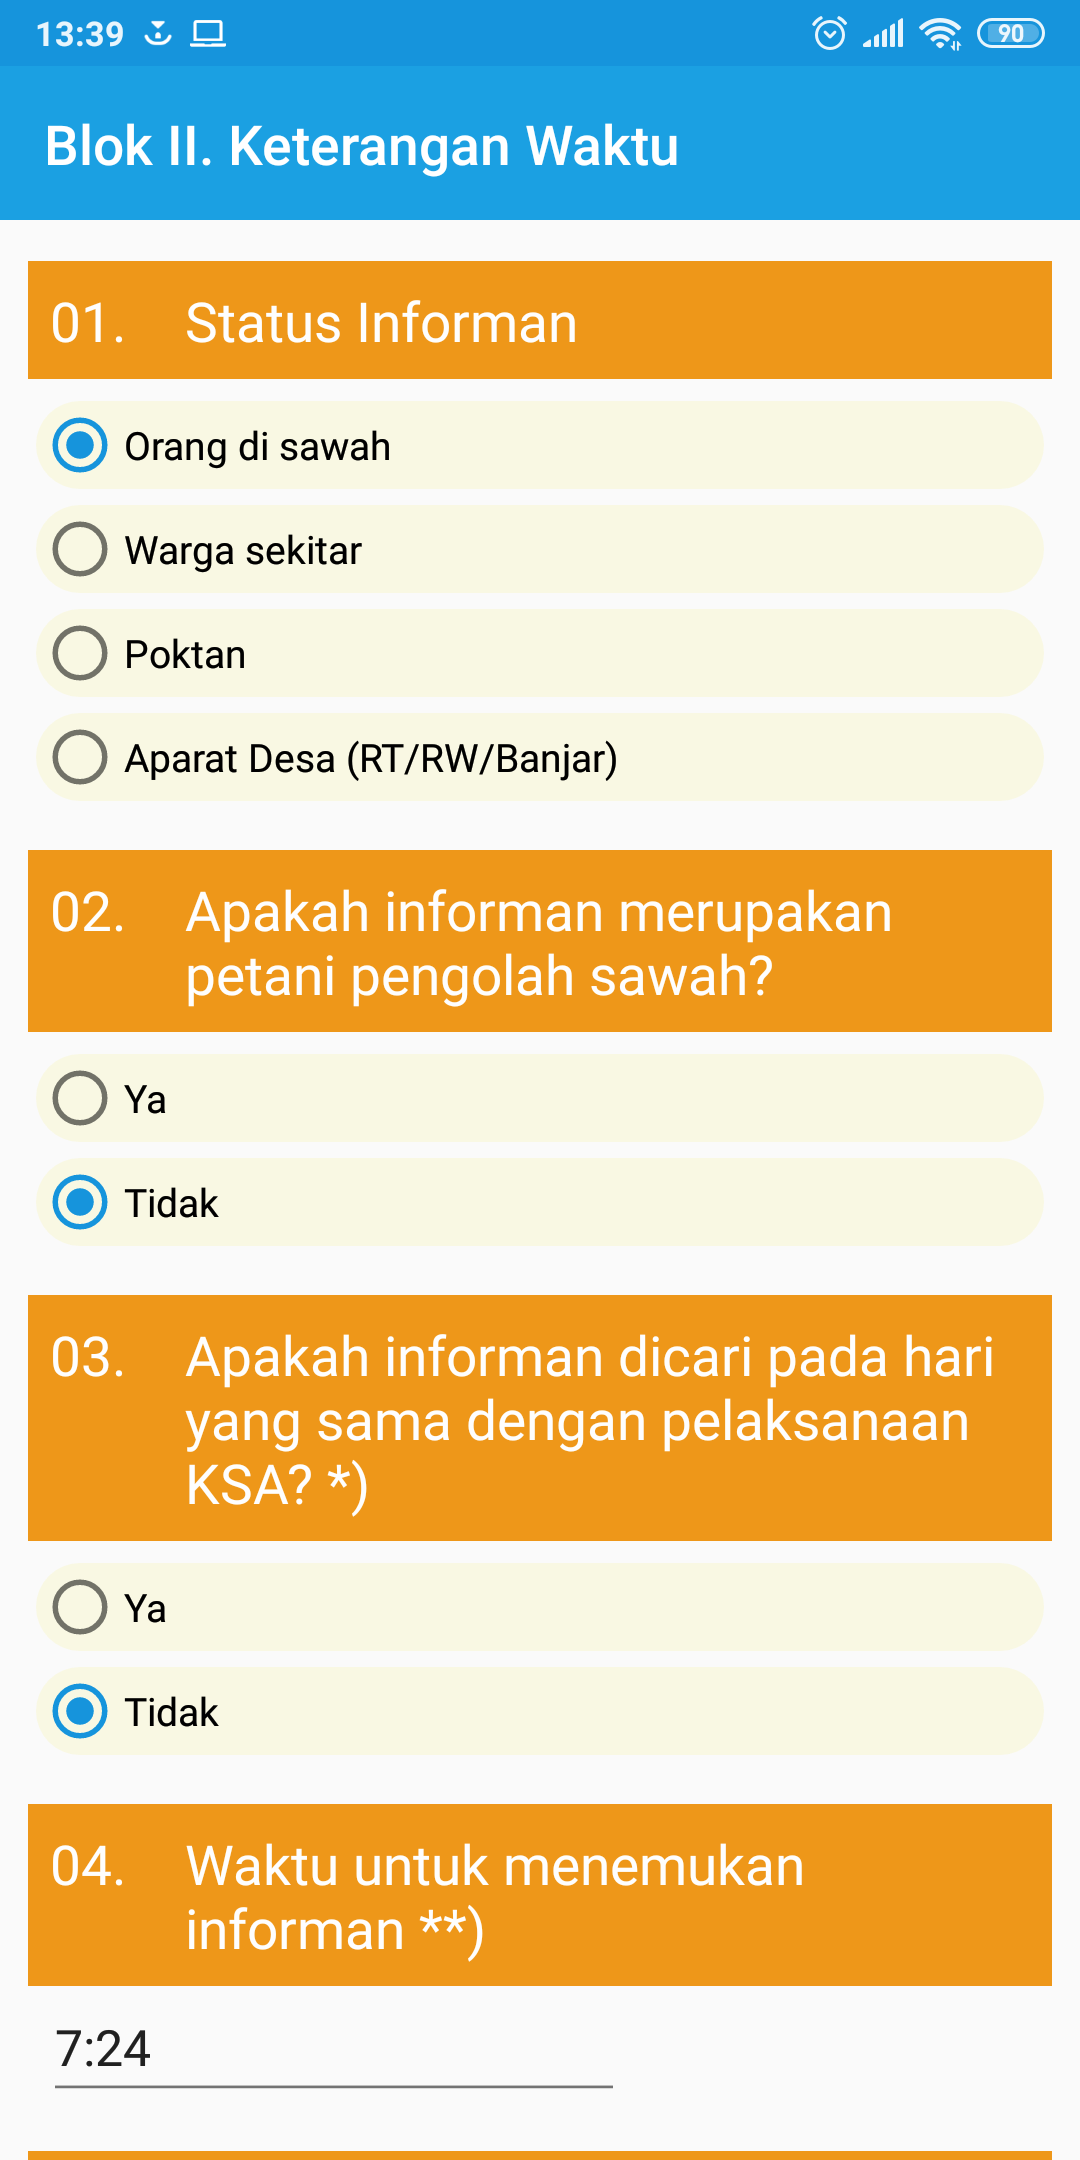 13:39
90
Blok II. Keterangan Waktu
01. Status Informan
Orang di sawah
Warga sekitar
Poktan
Aparat Desa (RT/RW/Banjar)
02. Apakah informan merupakan
petani pengolah sawah?
Ya
Tidak
03. Apakah informan dicari pada hari
yang sama dengan pelaksanaan
KSA? *)
Ya
Tidak
04. Waktu untuk menemukan
informan **)
7:24